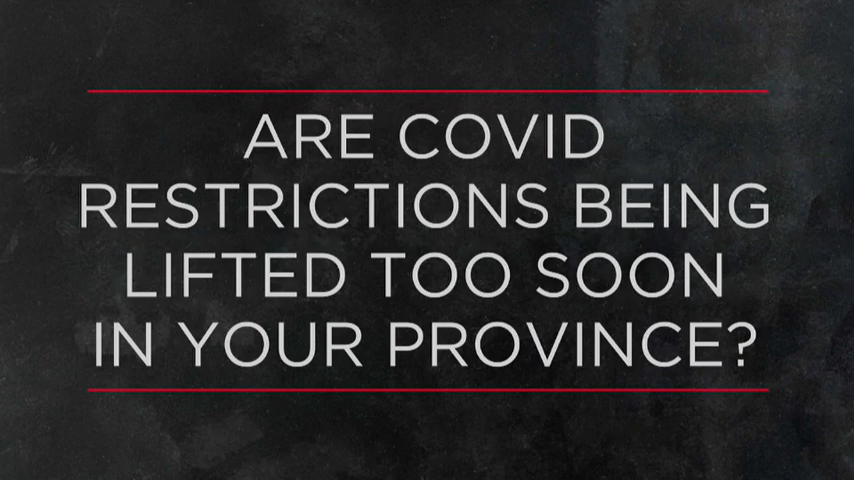 ARE COVID
RESTRICTIONS BEING
LIFTED TOO SOON
IN YOUR PROVINCE?